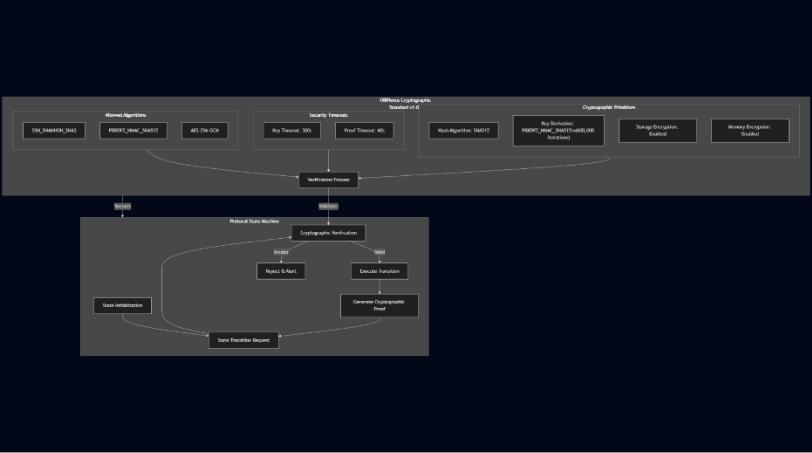 Cryptographic
Standard v1.0
Allowed Algorithms
PBKDF2_HMAC_SHA512
AES-256-GCM
Security Timeouts
Key Timeout: 300s
Proof Timeout: 60s
Cryptographic Primitives
Hash Algorithm: SHA512
Key Derivation:
iterations)
Storage Encryption:
Enabled
Memory Encryption:
Enabled
Verification Process
Secures
Validates
Protocol State Machine
Cryptographic Verification
Invalid
Valid
Reject & Alert
Execute Transition
State Initialization
Generate Cryptographic
Proof
State Transition Request